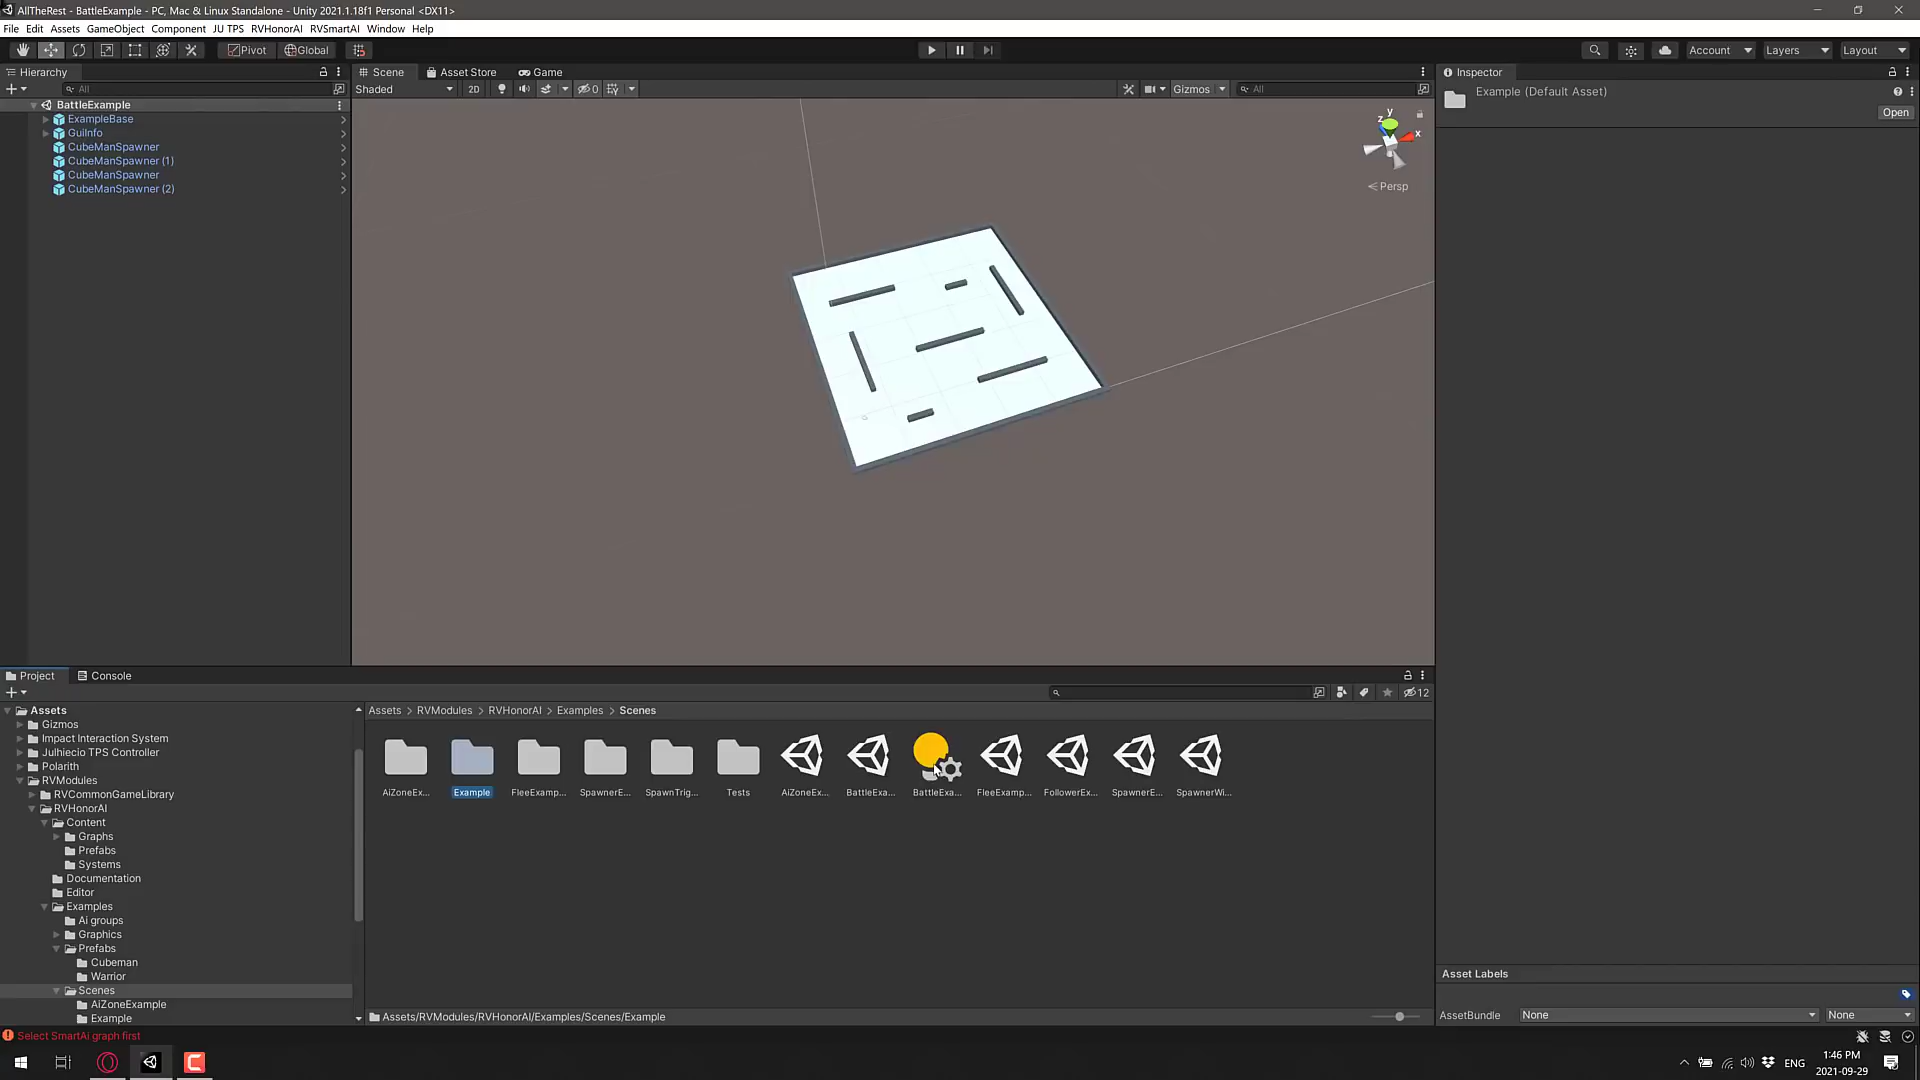 AllTheRest - BattleExample - PC, Mac & Linux Standalone - Unity 2021.1.18f1 Personal <DX11>
File Edit Assets GameObject Component JU TPS RVHonorAI RVSmartAI Window Help
Pivot Global Account Layers Layout
Hierarchy Scene Asset Store Game Inspector
All Shaded 2D 0 Gizmos All
Example (Default Asset)
Open
BattleExample
ExampleBase
GuiInfo
CubeManSpawner
CubeManSpawner (1)
CubeManSpawner
CubeManSpawner (2)
y
z x
Persp
Project Console
12
Assets
Assets > RVModules > RVHonorAI > Examples > Scenes
Gizmos
Impact Interaction System
Julhiecio TPS Controller
Polarith
RVModules
RVCommonGameLibrary
RVHonorAI
Content
Graphs
Prefabs
Systems
Documentation
Editor
Examples
Ai groups
Graphics
Prefabs
Cubeman
Warrior
Scenes
AiZoneExample
Example
AiZoneEx... Example FleeExamp... SpawnerE... SpawnTrig... Tests AiZoneEx... BattleExa... BattleExa... FleeExamp... FollowerEx... SpawnerE... SpawnerWi...
Assets/RVModules/RVHonorAI/Examples/Scenes/Example
Asset Labels
AssetBundle None None
Select SmartAi graph first
ENG
1:46 PM
2021-09-29